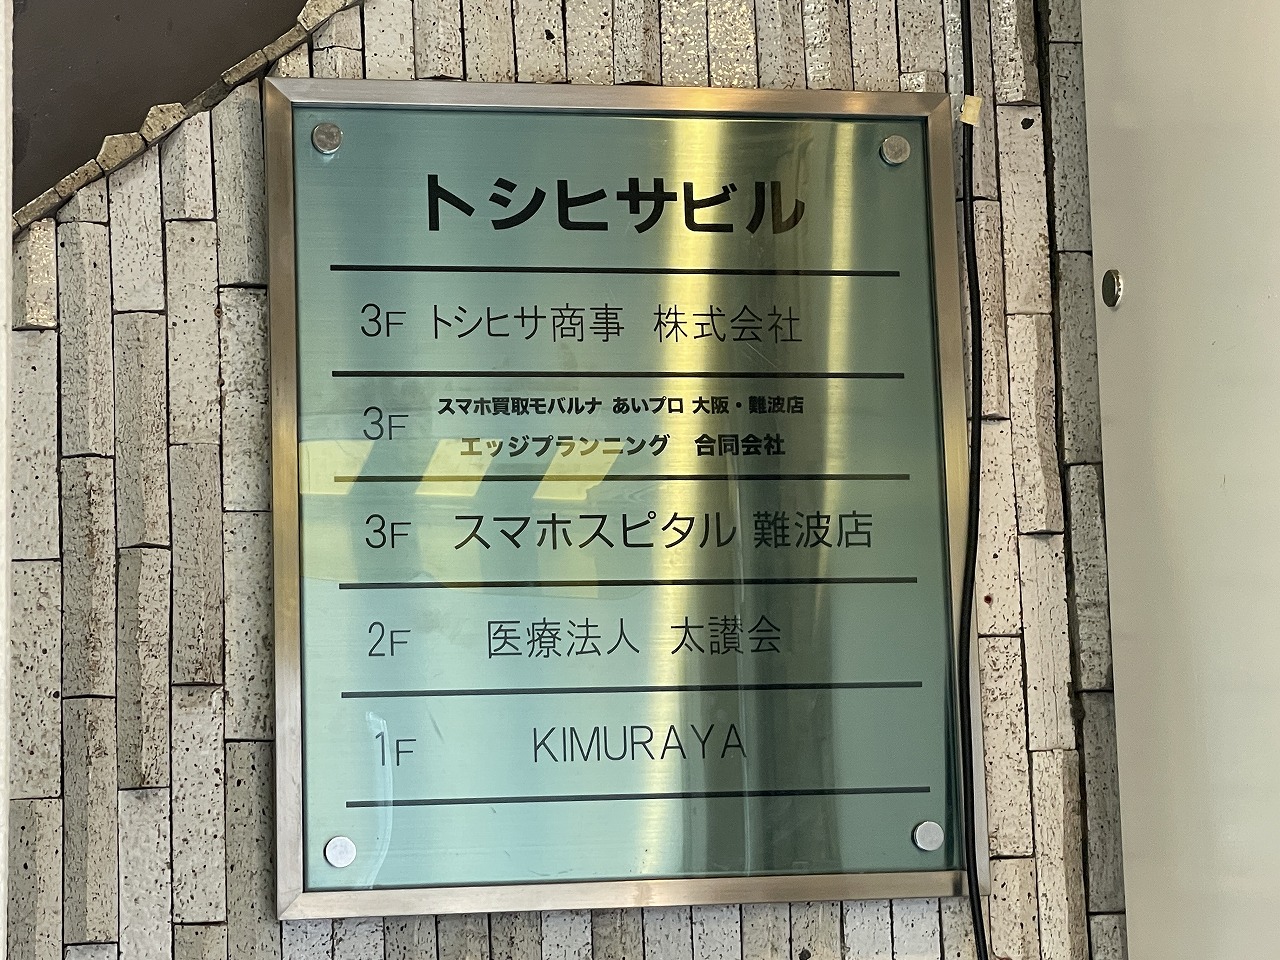 トシヒサビル
3F トシヒサ商事 株式会社
3F スマホ買取モバルナ あいプロ 大阪・難波店
エッジプランニング 合同会社
3F スマホスピタル 難波店
2F 医療法人 太讃会
1F KIMURAYA